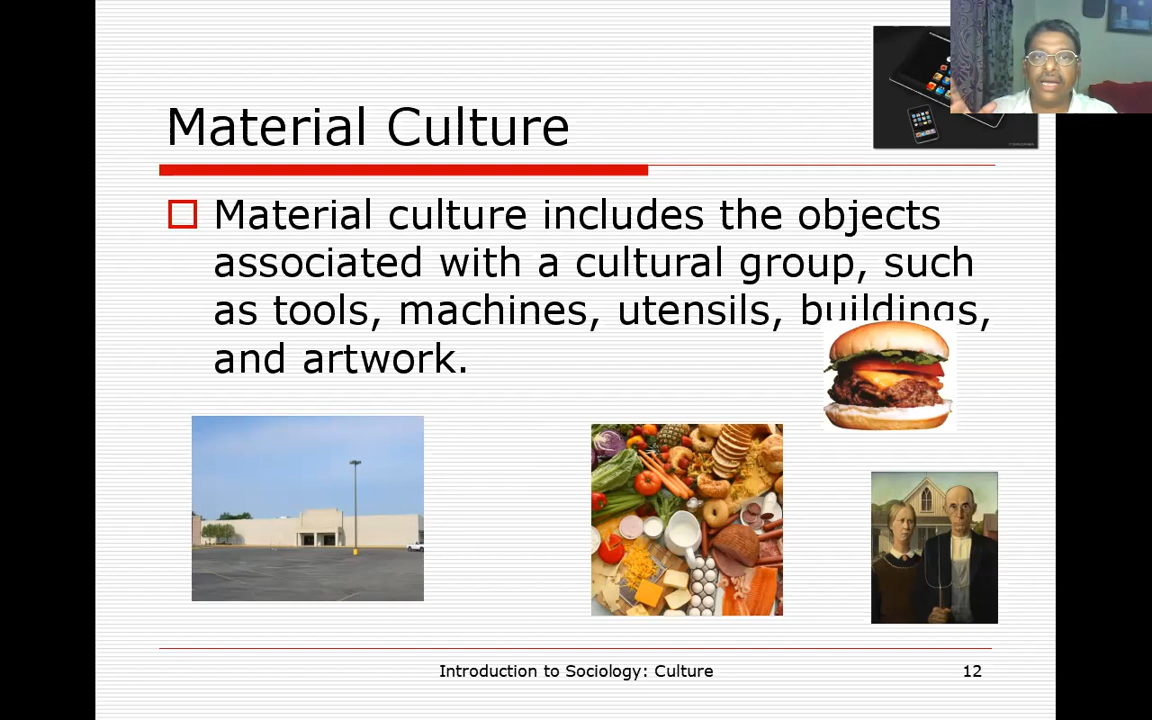 Material Culture
Material culture includes the objects
associated with a cultural group, such
as tools, machines, utensils, buildings,
and artwork.
Introduction to Sociology: Culture
12